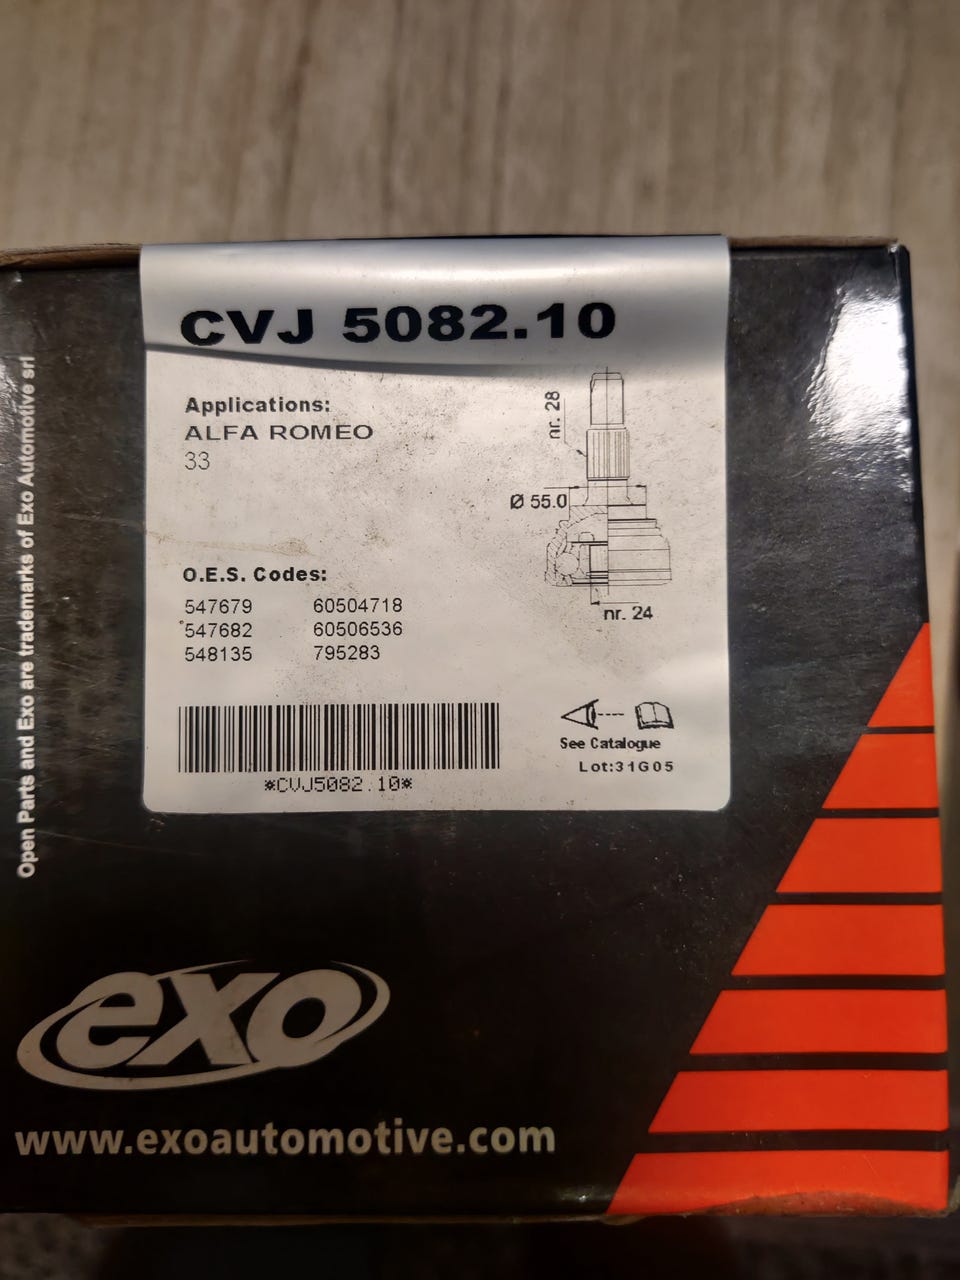 CVJ 5082.10
Applications:
ALFA ROMEO
33
nr. 28
Ø 55.0
nr. 24
O.E.S. Codes:
547679 60504718
547682 60506536
548135 795283
See Catalogue
Lot:31G05
*CVJ5082.10*
Open Parts and Exo are trademarks of Exo Automotive srl
exo
www.exoautomotive.com